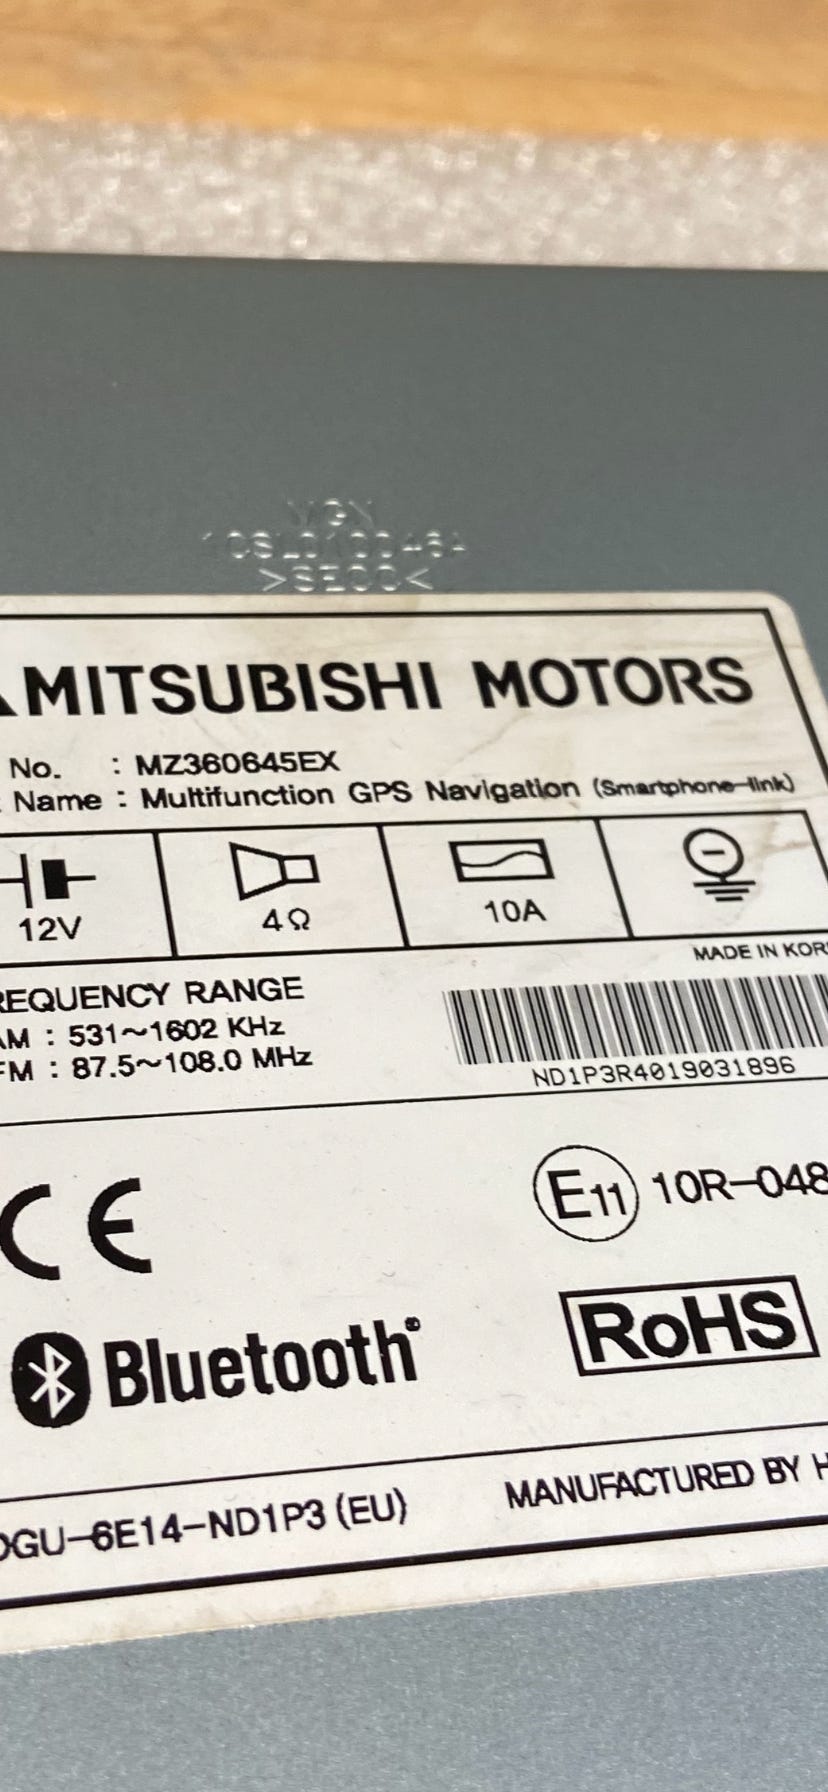 MGN
>SECC<
MITSUBISHI MOTORS
No. : MZ360645EX
Name : Multifunction GPS Navigation (Smartphone-link)
12V 4Ω 10A
MADE IN KOR
REQUENCY RANGE
AM : 531~1602 KHz
FM : 87.5~108.0 MHz
ND1P3R4019031896
CE
E11 10R-048
Bluetooth®
RoHS
DGU-6E14-ND1P3 (EU)
MANUFACTURED BY H